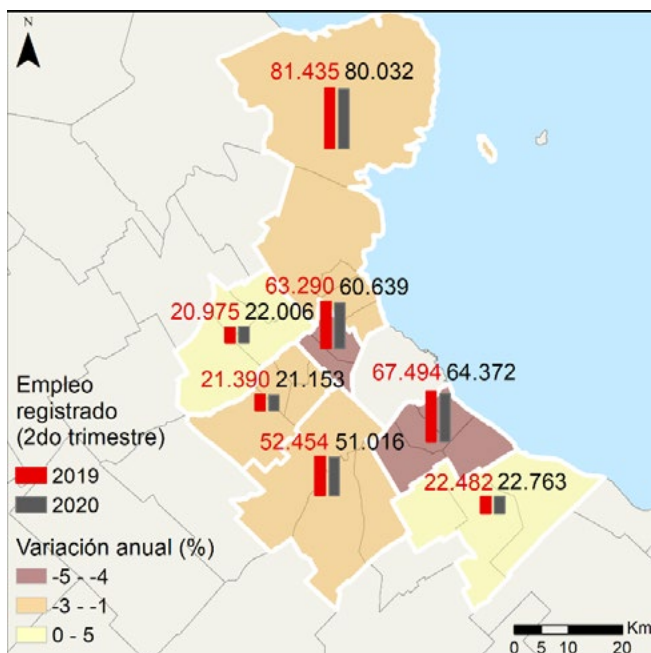 N
81.435 80.032
63.290 60.639
20.975 22.006
21.390 21.153
67.494 64.372
52.454 51.016
22.482 22.763
Empleo
registrado
(2do trimestre)
2019
2020
Variación anual (%)
-5 - -4
-3 - -1
0 - 5
Km
0 5 10 20